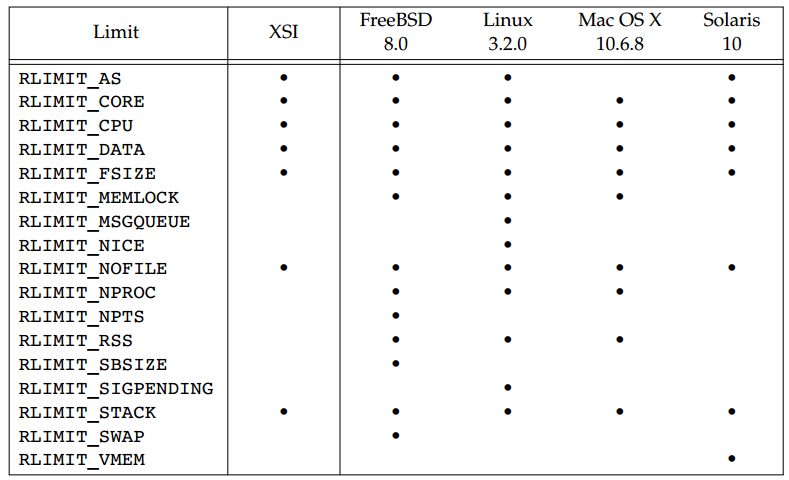 Limit XSI FreeBSD 8.0 Linux 3.2.0 Mac OS X 10.6.8 Solaris 10
RLIMIT_AS • • • •
RLIMIT_CORE • • • • •
RLIMIT_CPU • • • • •
RLIMIT_DATA • • • • •
RLIMIT_FSIZE • • • • •
RLIMIT_MEMLOCK • • •
RLIMIT_MSGQUEUE •
RLIMIT_NICE •
RLIMIT_NOFILE • • • • •
RLIMIT_NPROC • • •
RLIMIT_NPTS •
RLIMIT_RSS • • •
RLIMIT_SBSIZE •
RLIMIT_SIGPENDING •
RLIMIT_STACK • • • • •
RLIMIT_SWAP •
RLIMIT_VMEM •